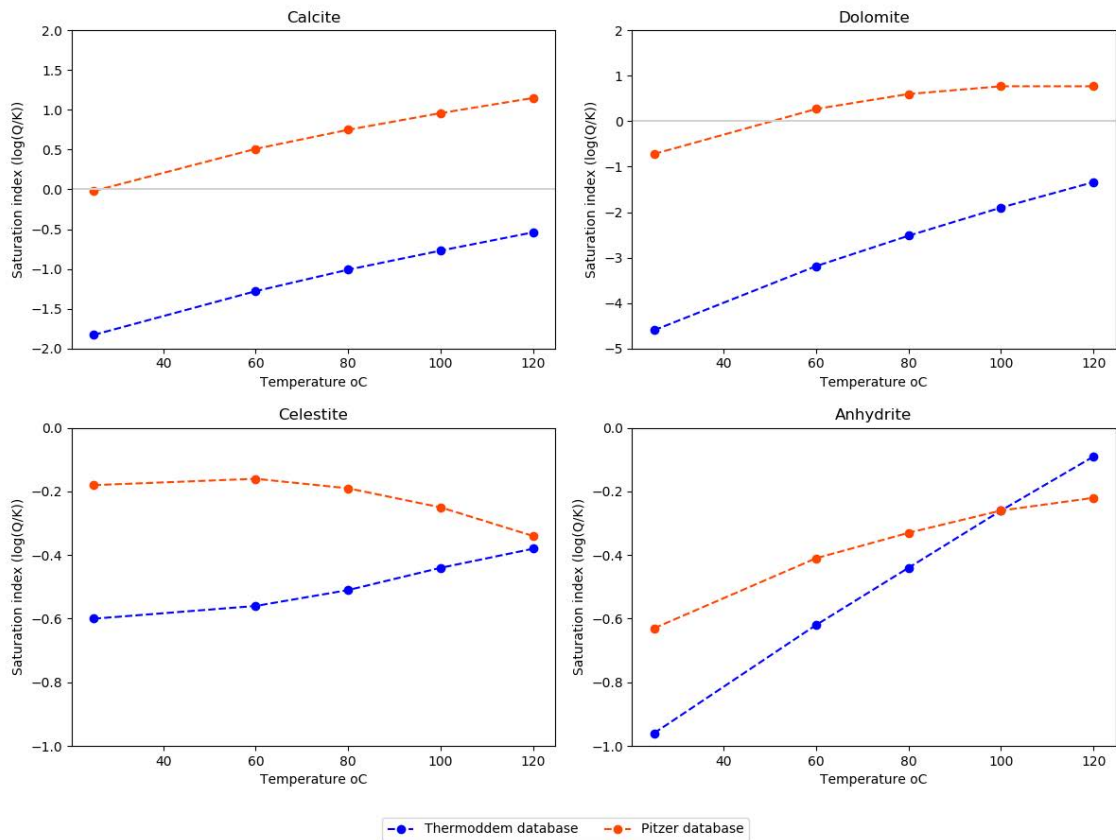 Calcite
Saturation index (log(Q/K))
2.0
1.5
1.0
0.5
0.0
−0.5
−1.0
−1.5
−2.0
40 60 80 100 120
Temperature oC
Dolomite
Saturation index (log(Q/K))
2
1
0
−1
−2
−3
−4
−5
40 60 80 100 120
Temperature oC
Celestite
Saturation index (log(Q/K))
0.0
−0.2
−0.4
−0.6
−0.8
−1.0
40 60 80 100 120
Temperature oC
Anhydrite
Saturation index (log(Q/K))
0.0
−0.2
−0.4
−0.6
−0.8
−1.0
40 60 80 100 120
Temperature oC
Thermoddem database Pitzer database